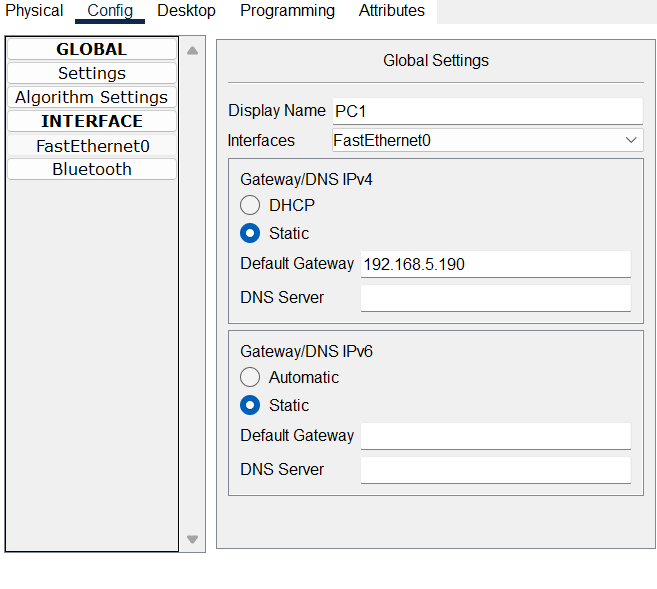 Physical Config Desktop Programming Attributes
GLOBAL
Settings
Algorithm Settings
INTERFACE
FastEthernet0
Bluetooth
Global Settings
Display Name PC1
Interfaces FastEthernet0
Gateway/DNS IPv4
DHCP
Static
Default Gateway 192.168.5.190
DNS Server
Gateway/DNS IPv6
Automatic
Static
Default Gateway
DNS Server